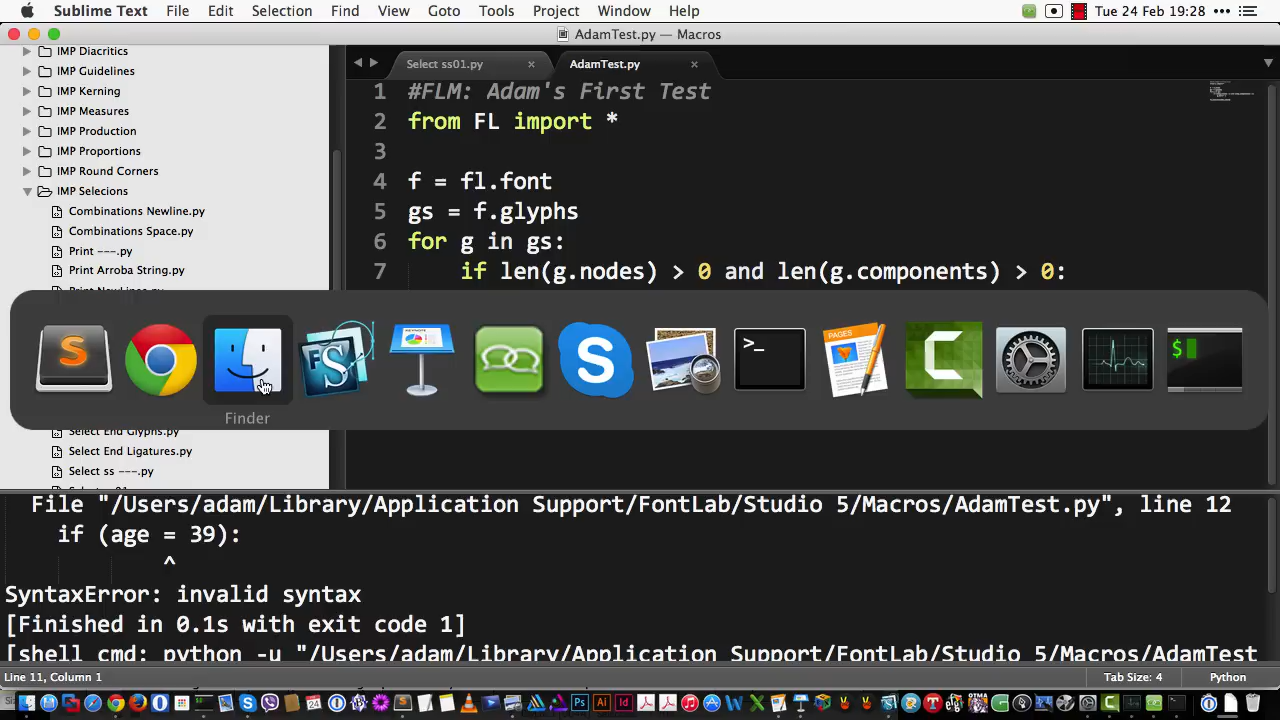 Sublime Text File Edit Selection Find View Goto Tools Project Window Help Tue 24 Feb 19:28
AdamTest.py — Macros
IMP Diacritics
IMP Guidelines
IMP Kerning
IMP Measures
IMP Production
IMP Proportions
IMP Round Corners
IMP Selecions
Combinations Newline.py
Combinations Space.py
Print ---.py
Print Arroba String.py
Print NewLines.py
Select ss01.py
AdamTest.py
1 #FLM: Adam's First Test
2 from FL import *
3
4 f = fl.font
5 gs = f.glyphs
6 for g in gs:
7 if len(g.nodes) > 0 and len(g.components) > 0:
Finder
Select End Glyphs.py
Select End Ligatures.py
Select ss ---.py
File "/Users/adam/Library/Application Support/FontLab/Studio 5/Macros/AdamTest.py", line 12
if (age = 39):
^
SyntaxError: invalid syntax
[Finished in 0.1s with exit code 1]
[shell_cmd: python -u "/Users/adam/Library/Application Support/FontLab/Studio 5/Macros/AdamTest
Line 11, Column 1
Tab Size: 4
Python